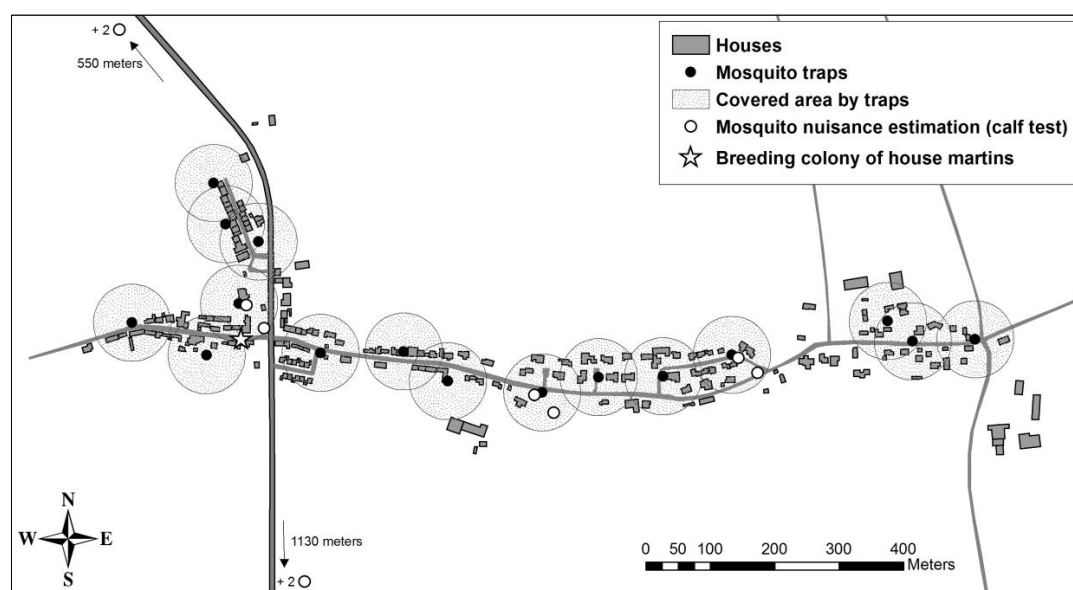 + 2
550 meters
Houses
Mosquito traps
Covered area by traps
Mosquito nuisance estimation (calf test)
Breeding colony of house martins
N
W E
S
1130 meters
+ 2
0 50 100 200 300 400
Meters